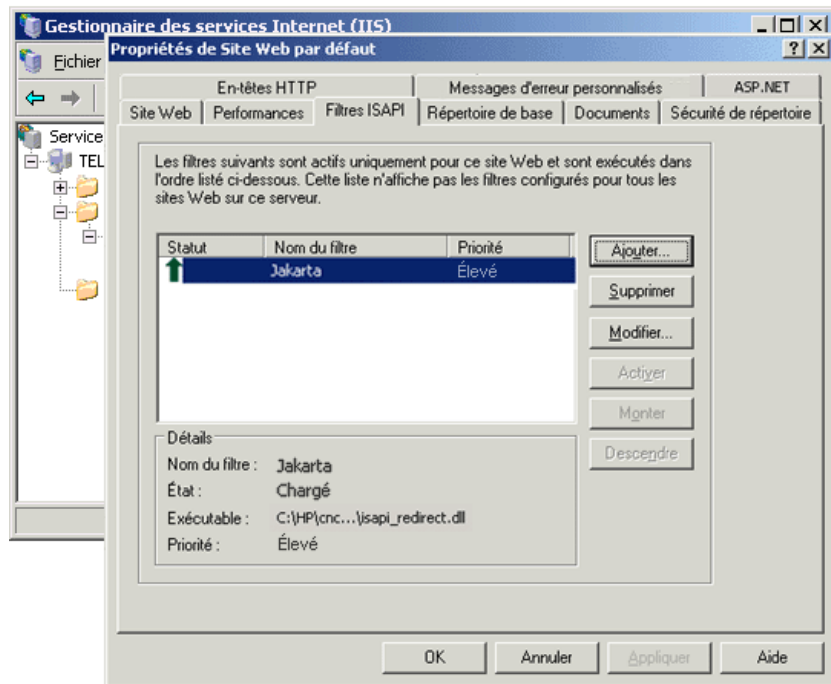 Gestionnaire des services Internet (IIS)
Propriétés de Site Web par défaut
Eichier
Service
TEL
En-têtes HTTP Messages d'erreur personnalisés ASP.NET
Site Web Performances Filtres ISAPI Répertoire de base Documents Sécurité de répertoire
Les filtres suivants sont actifs uniquement pour ce site Web et sont exécutés dans
l'ordre listé ci-dessous. Cette liste n'affiche pas les filtres configurés pour tous les
sites Web sur ce serveur.
Statut Nom du filtre Priorité
Jakarta Élevé
Ajouter...
Supprimer
Modifier...
Activer
Monter
Descendre
Détails
Nom du filtre : Jakarta
État : Chargé
Exécutable : C:\HP\cnc...\isapi_redirect.dll
Priorité : Élevé
OK Annuler Appliquer Aide